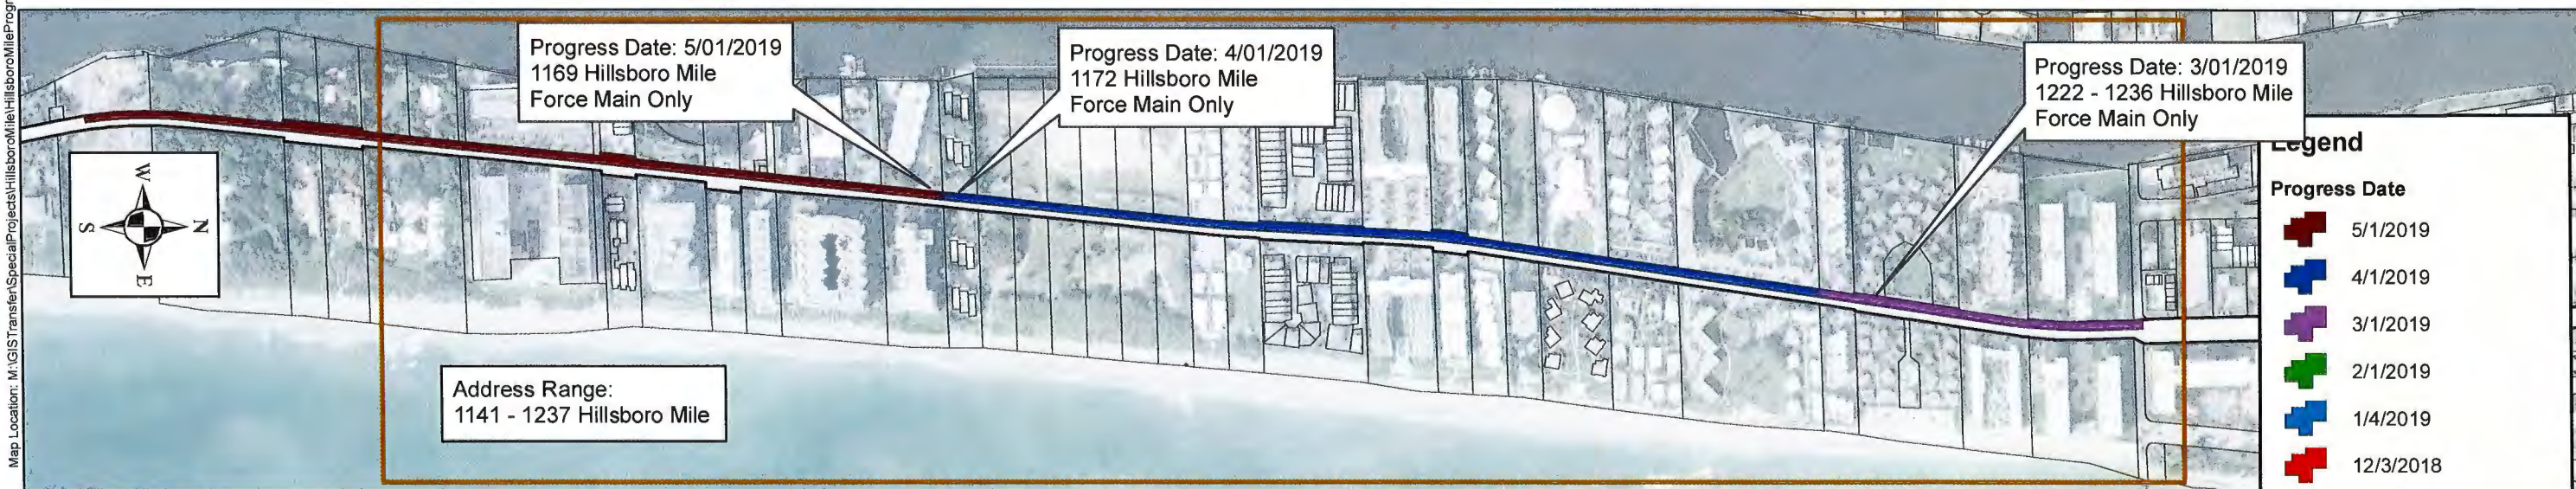 Map Location: M:\GISTransfer\SpecialProjects\HillsboroMile\HillsboroMileProgr
Progress Date: 5/01/2019
1169 Hillsboro Mile
Force Main Only
Progress Date: 4/01/2019
1172 Hillsboro Mile
Force Main Only
Progress Date: 3/01/2019
1222 - 1236 Hillsboro Mile
Force Main Only
W
S
N
E
Address Range:
1141 - 1237 Hillsboro Mile
Legend
Progress Date
5/1/2019
4/1/2019
3/1/2019
2/1/2019
1/4/2019
12/3/2018